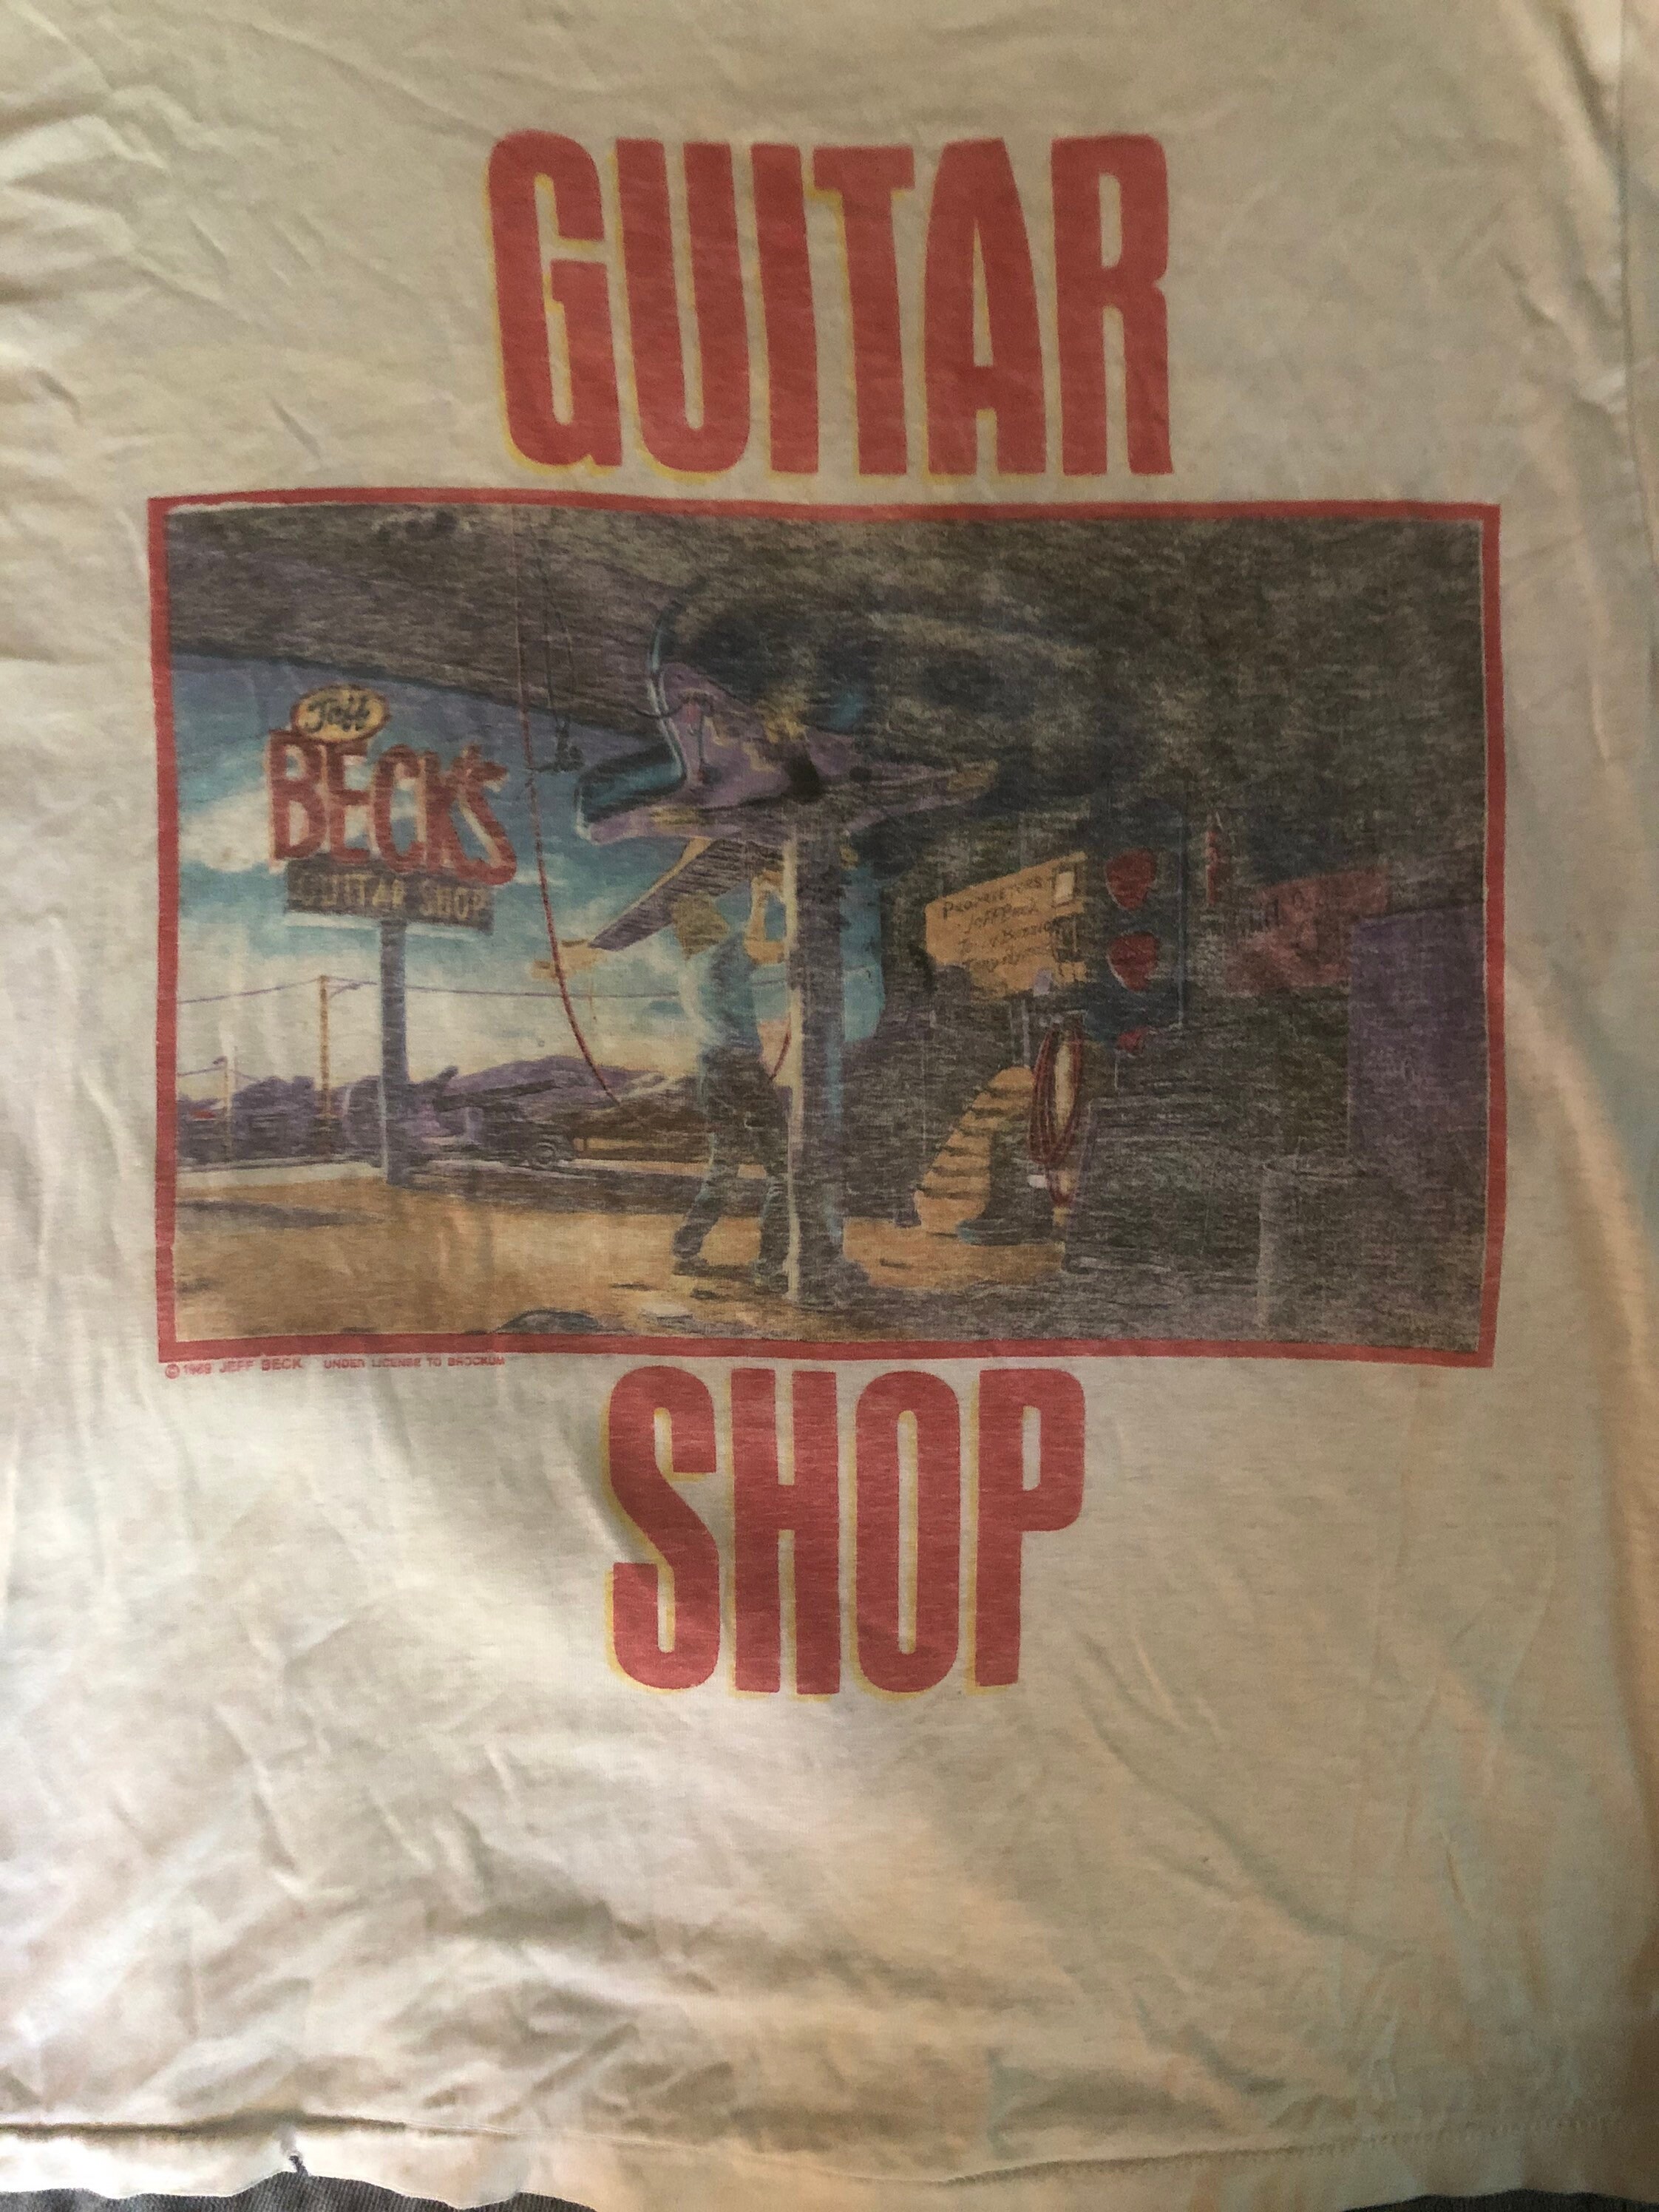 GUITAR
Jeff
BECK'S
GUITAR SHOP
PROPRIETORS
Jeff Beck
© 1989 JEFF BECK UNDER LICENSE TO BROCKUM
SHOP